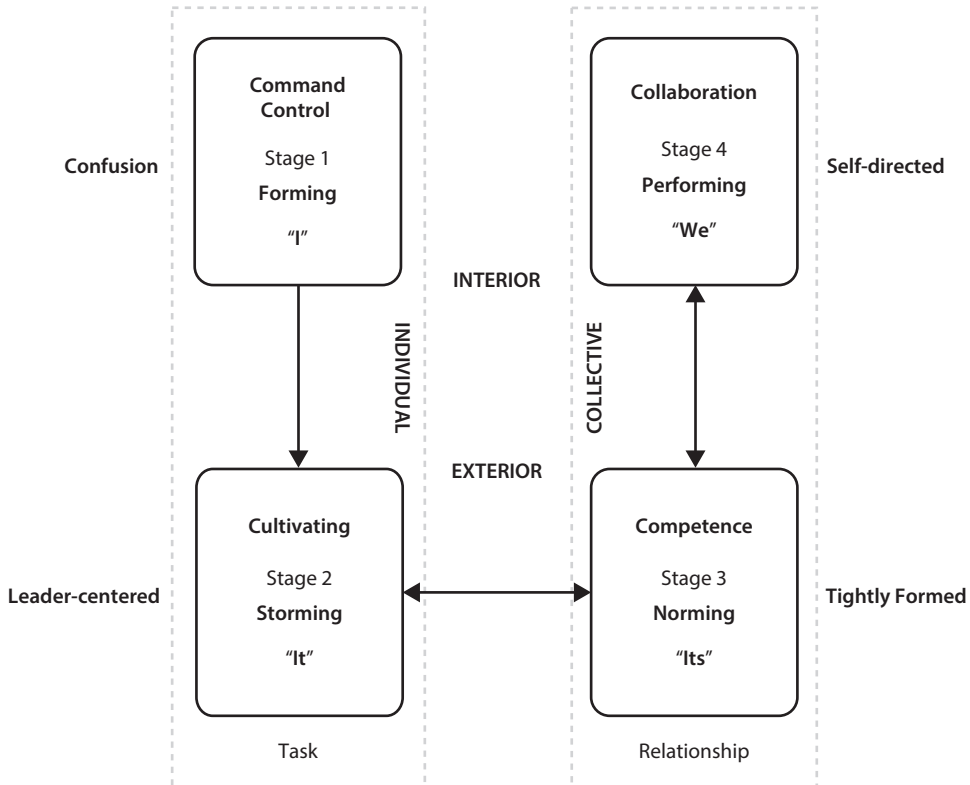 Command
Control
Stage 1
Forming
“I”
Confusion
Collaboration
Stage 4
Performing
“We”
Self-directed
INTERIOR
INDIVIDUAL
COLLECTIVE
EXTERIOR
Cultivating
Stage 2
Storming
“It”
Leader-centered
Competence
Stage 3
Norming
“Its”
Tightly Formed
Task
Relationship